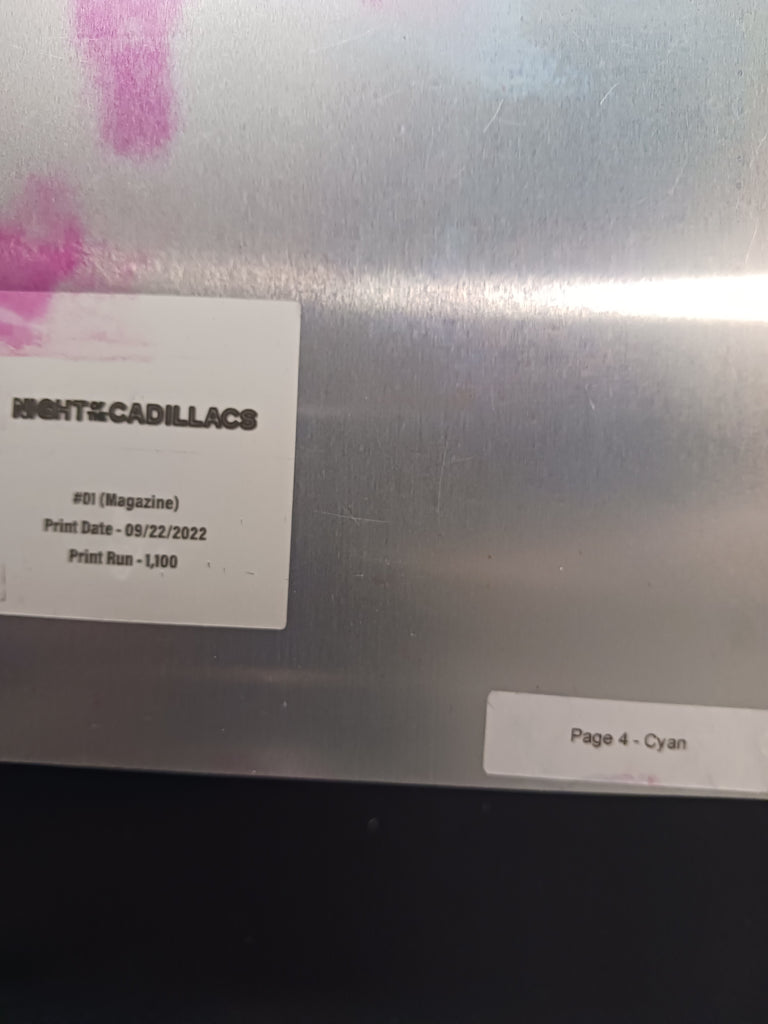 NIGHT OF THE CADILLACS
#01 (Magazine)
Print Date - 09/22/2022
Print Run - 1,100
Page 4 - Cyan